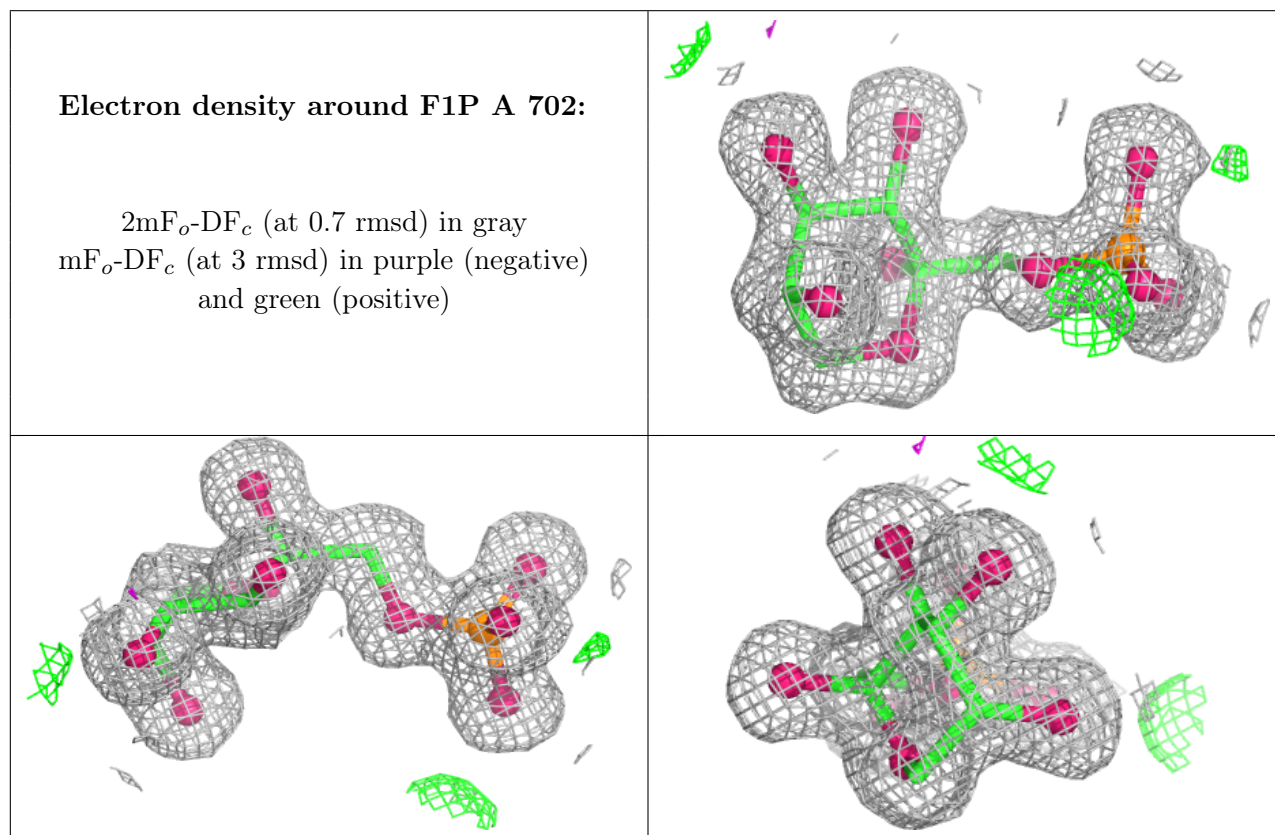 Electron density around F1P A 702:
2mFo-DFc (at 0.7 rmsd) in gray
mFo-DFc (at 3 rmsd) in purple (negative)
and green (positive)